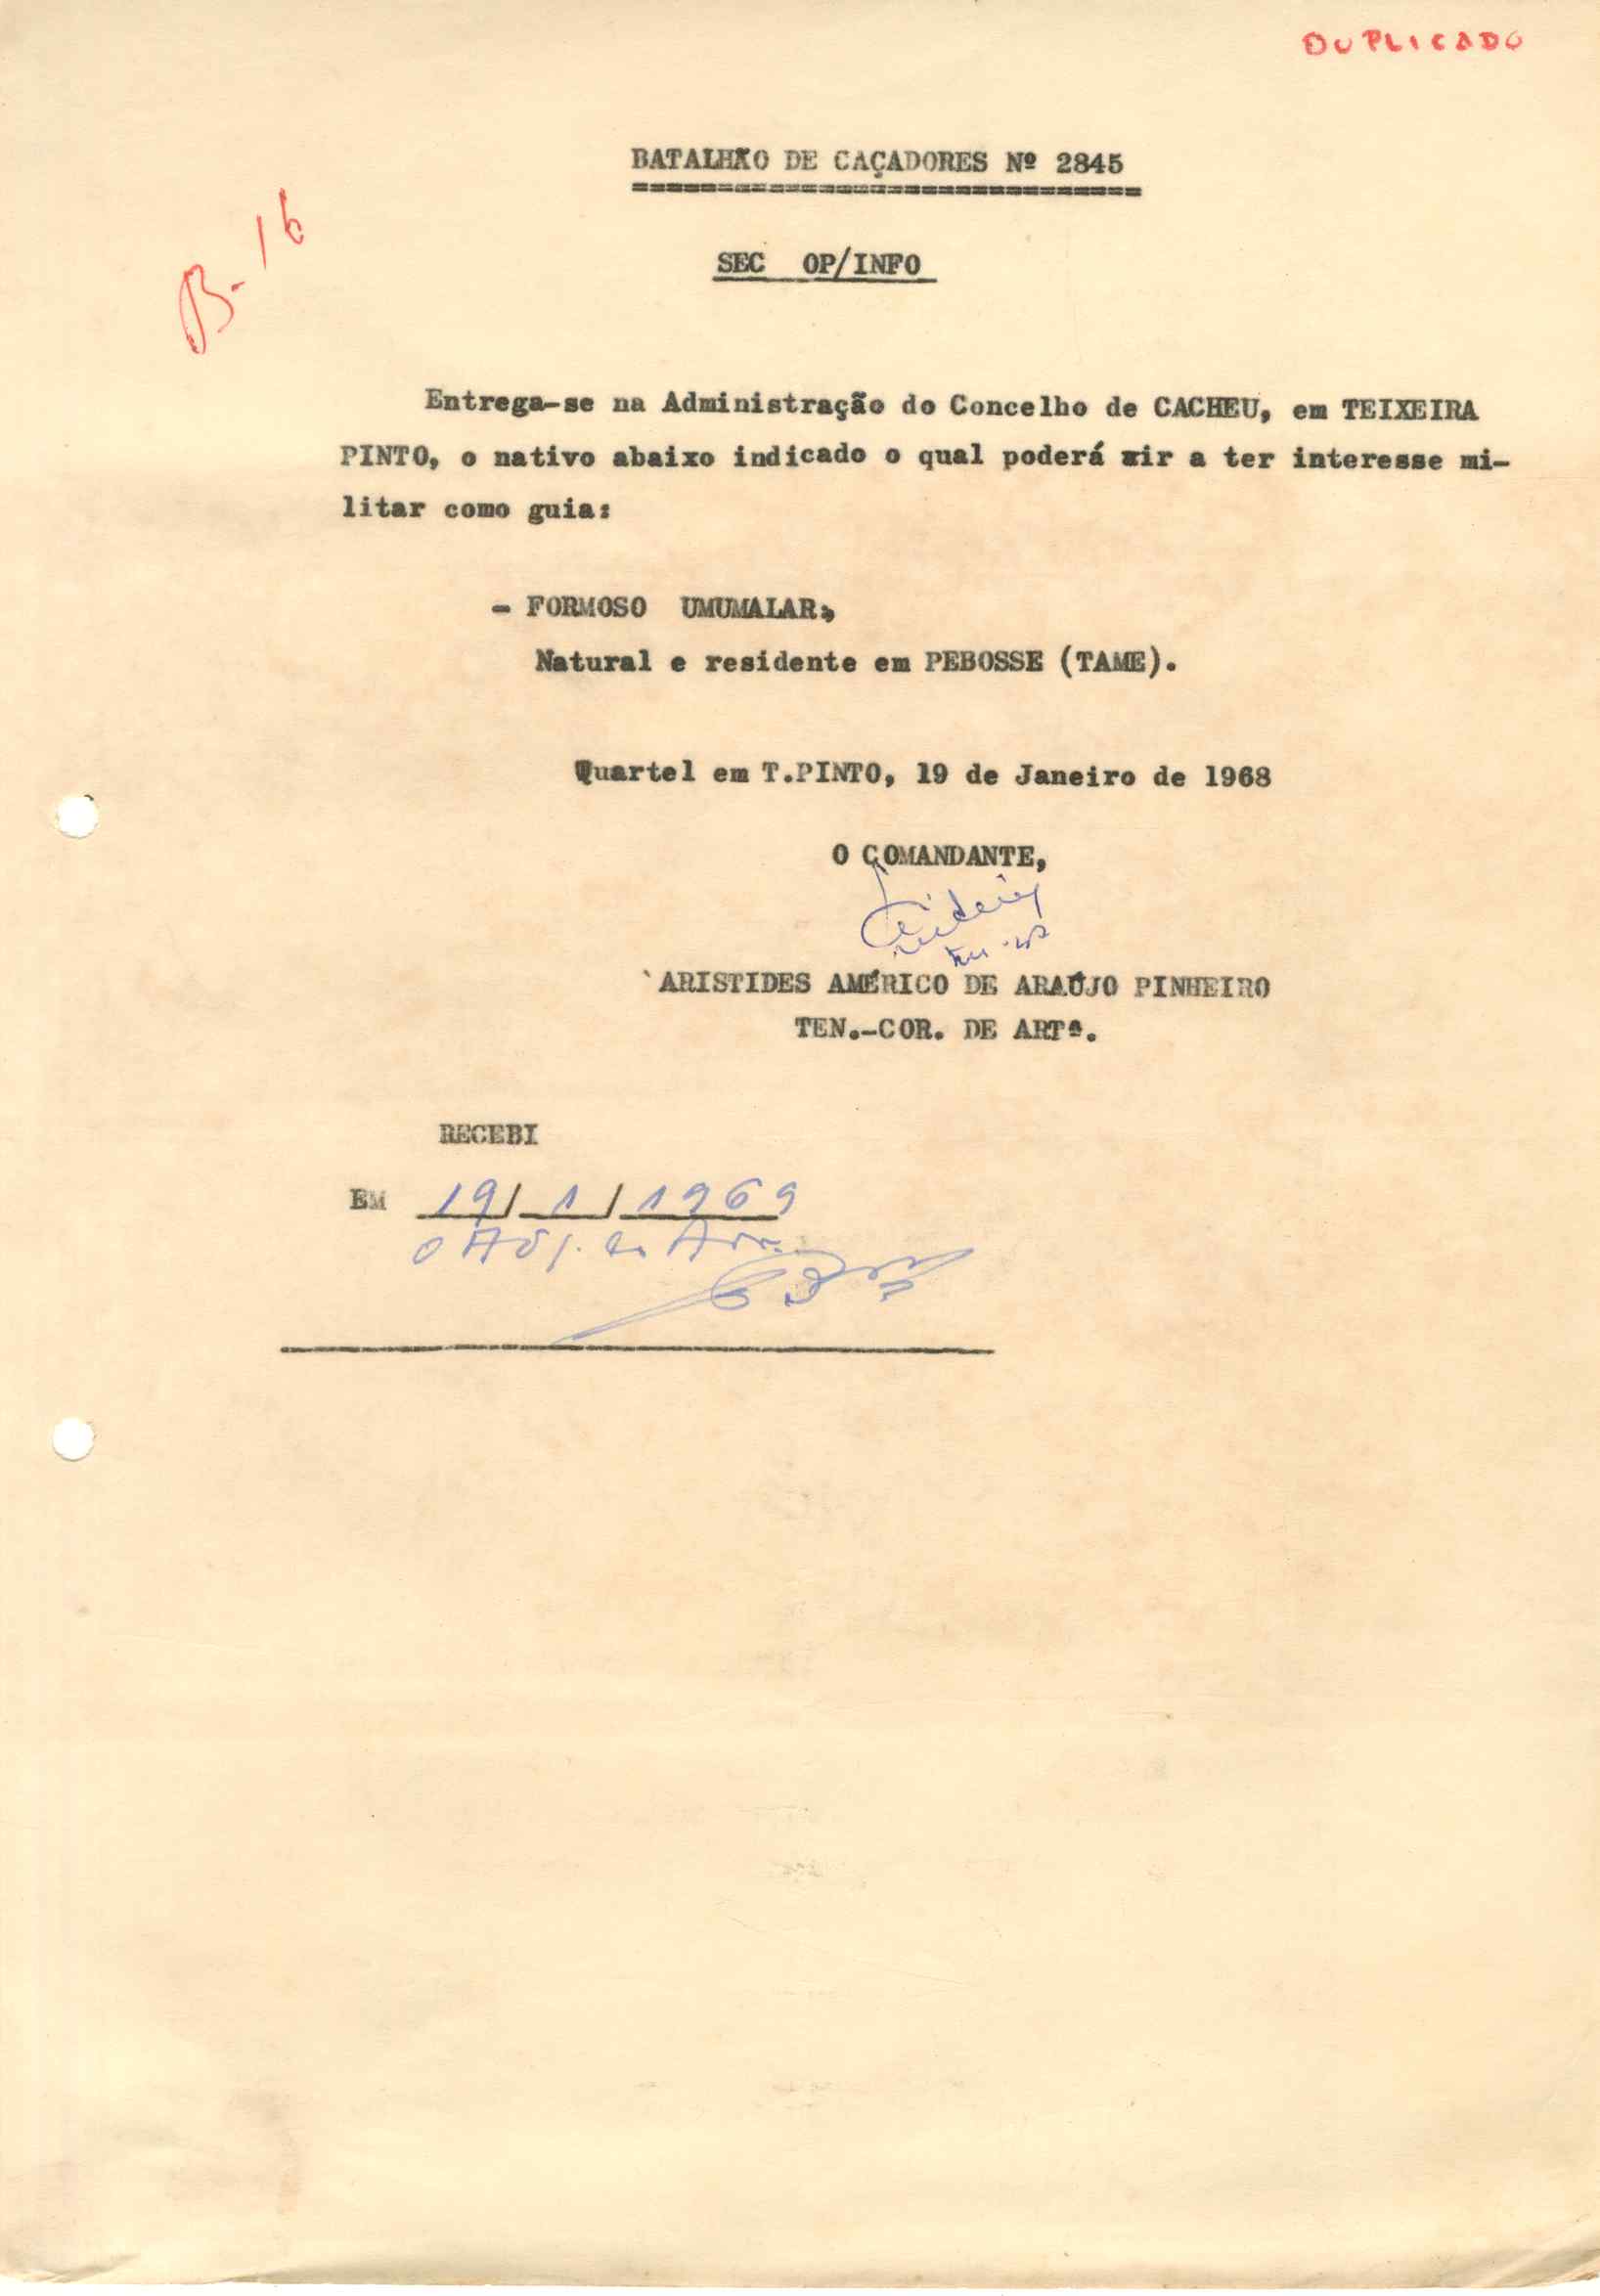 DUPLICADO
BATALHÃO DE CAÇADORES Nº 2845
B-16
SEC OP/INFO
Entrega-se na Administração do Concelho de CACHEU, em TEIXEIRA
PINTO, o nativo abaixo indicado o qual poderá vir a ter interesse mi-
litar como guia:
- FORMOSO UMUMALAR,
Natural e residente em PEBOSSE (TAME).
Quartel em T.PINTO, 19 de Janeiro de 1968
O COMANDANTE,
ARISTIDES AMÉRICO DE ARAÚJO PINHEIRO
TEN.-COR. DE ARTª.
RECEBI
EM 19/1/1969
O Adj. Adm.